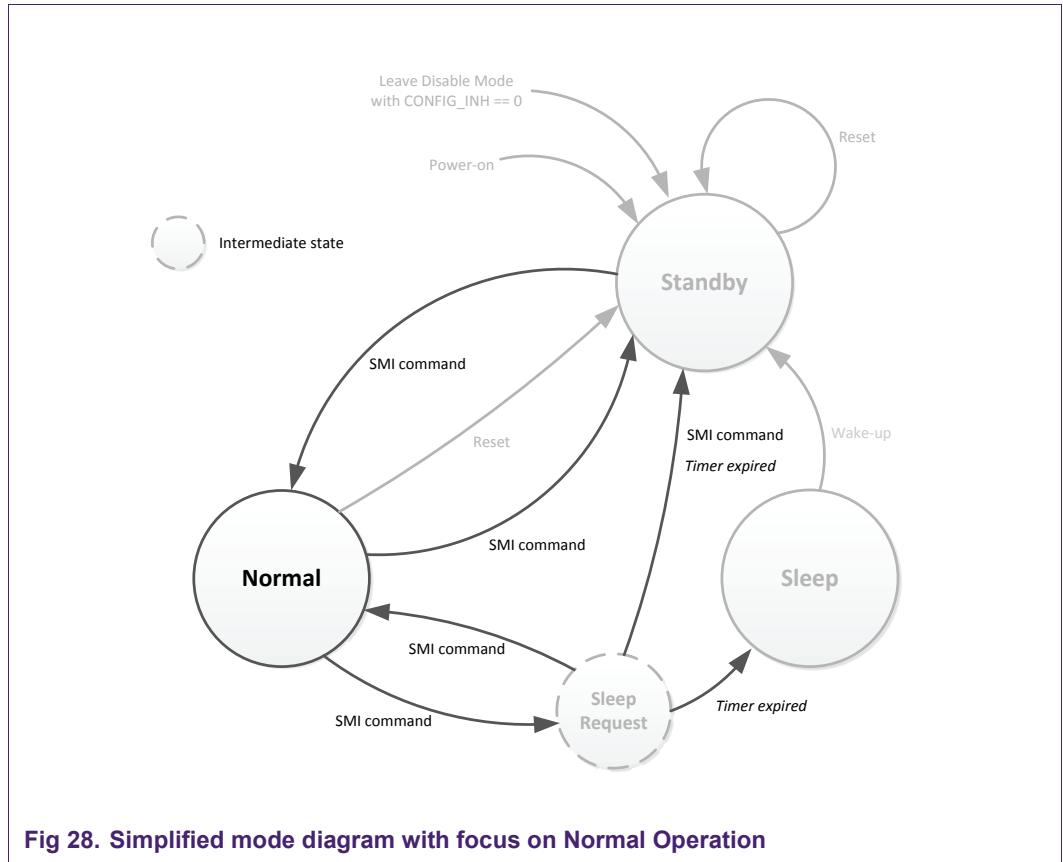 Leave Disable Mode
with CONFIG_INH == 0
Reset
Power-on
Intermediate state
Standby
SMI command
Reset
SMI command
Timer expired
Wake-up
SMI command
Normal
Sleep
SMI command
Sleep
Request
SMI command
Timer expired
Fig 28. Simplified mode diagram with focus on Normal Operation